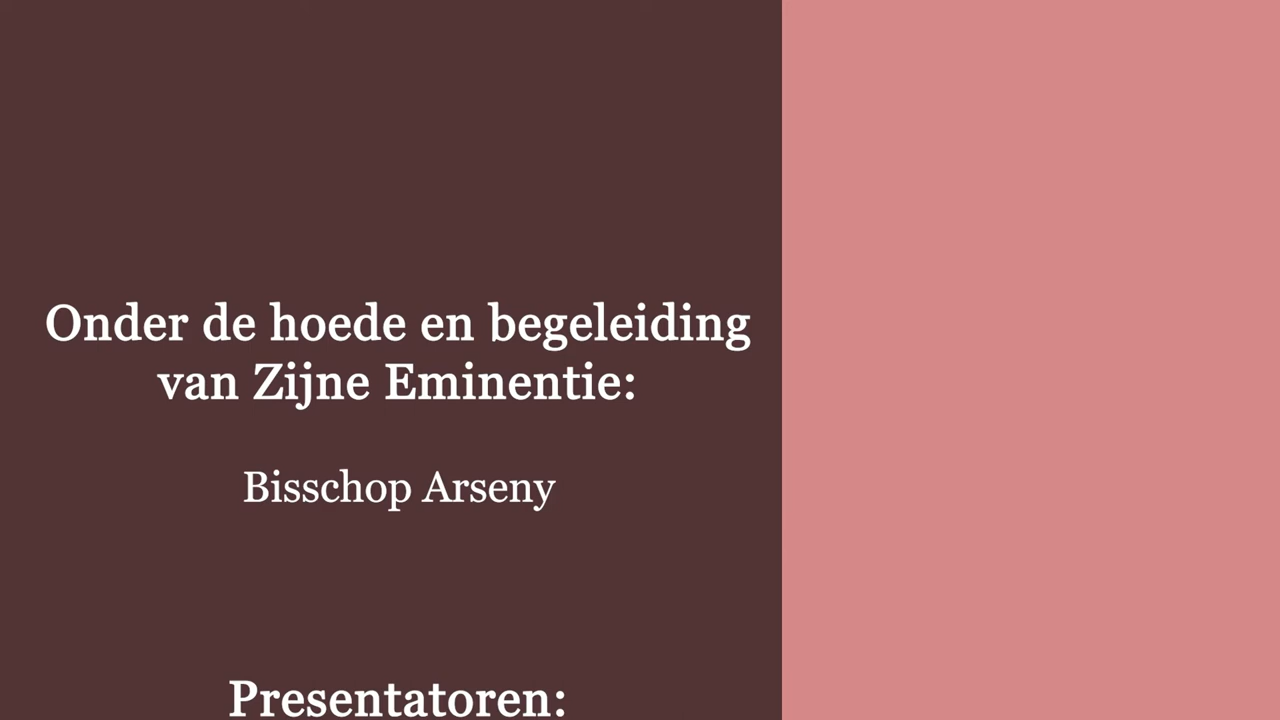 Onder de hoede en begeleiding
van Zijne Eminentie:
Bisschop Arseny
Presentatoren: